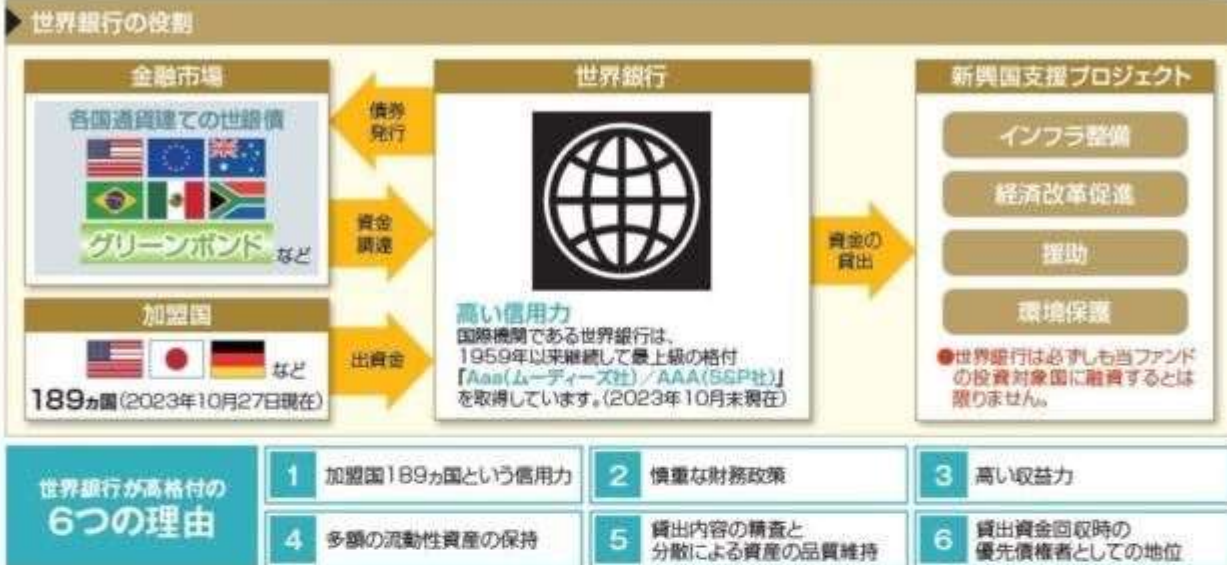 世界銀行の役割
金融市場
各国通貨建ての世銀債
グリーンボンド など
加盟国
など
189ヵ国(2023年10月27日現在)
債券
発行
資金
調達
出資金
世界銀行
高い信用力
国際機関である世界銀行は、
1959年以来継続して最上級の格付
「Aaa(ムーディーズ社)/AAA(S&P社)」
を取得しています。(2023年10月末現在)
資金の
貸出
新興国支援プロジェクト
インフラ整備
経済改革促進
援助
環境保護
●世界銀行は必ずしも当ファンド
の投資対象国に融資するとは
限りません。
世界銀行が高格付の
6つの理由
1 加盟国189ヵ国という信用力
2 慎重な財務政策
3 高い収益力
4 多額の流動性資産の保持
5 貸出内容の精査と
分散による資産の品質維持
6 貸出資金回収時の
優先債権者としての地位